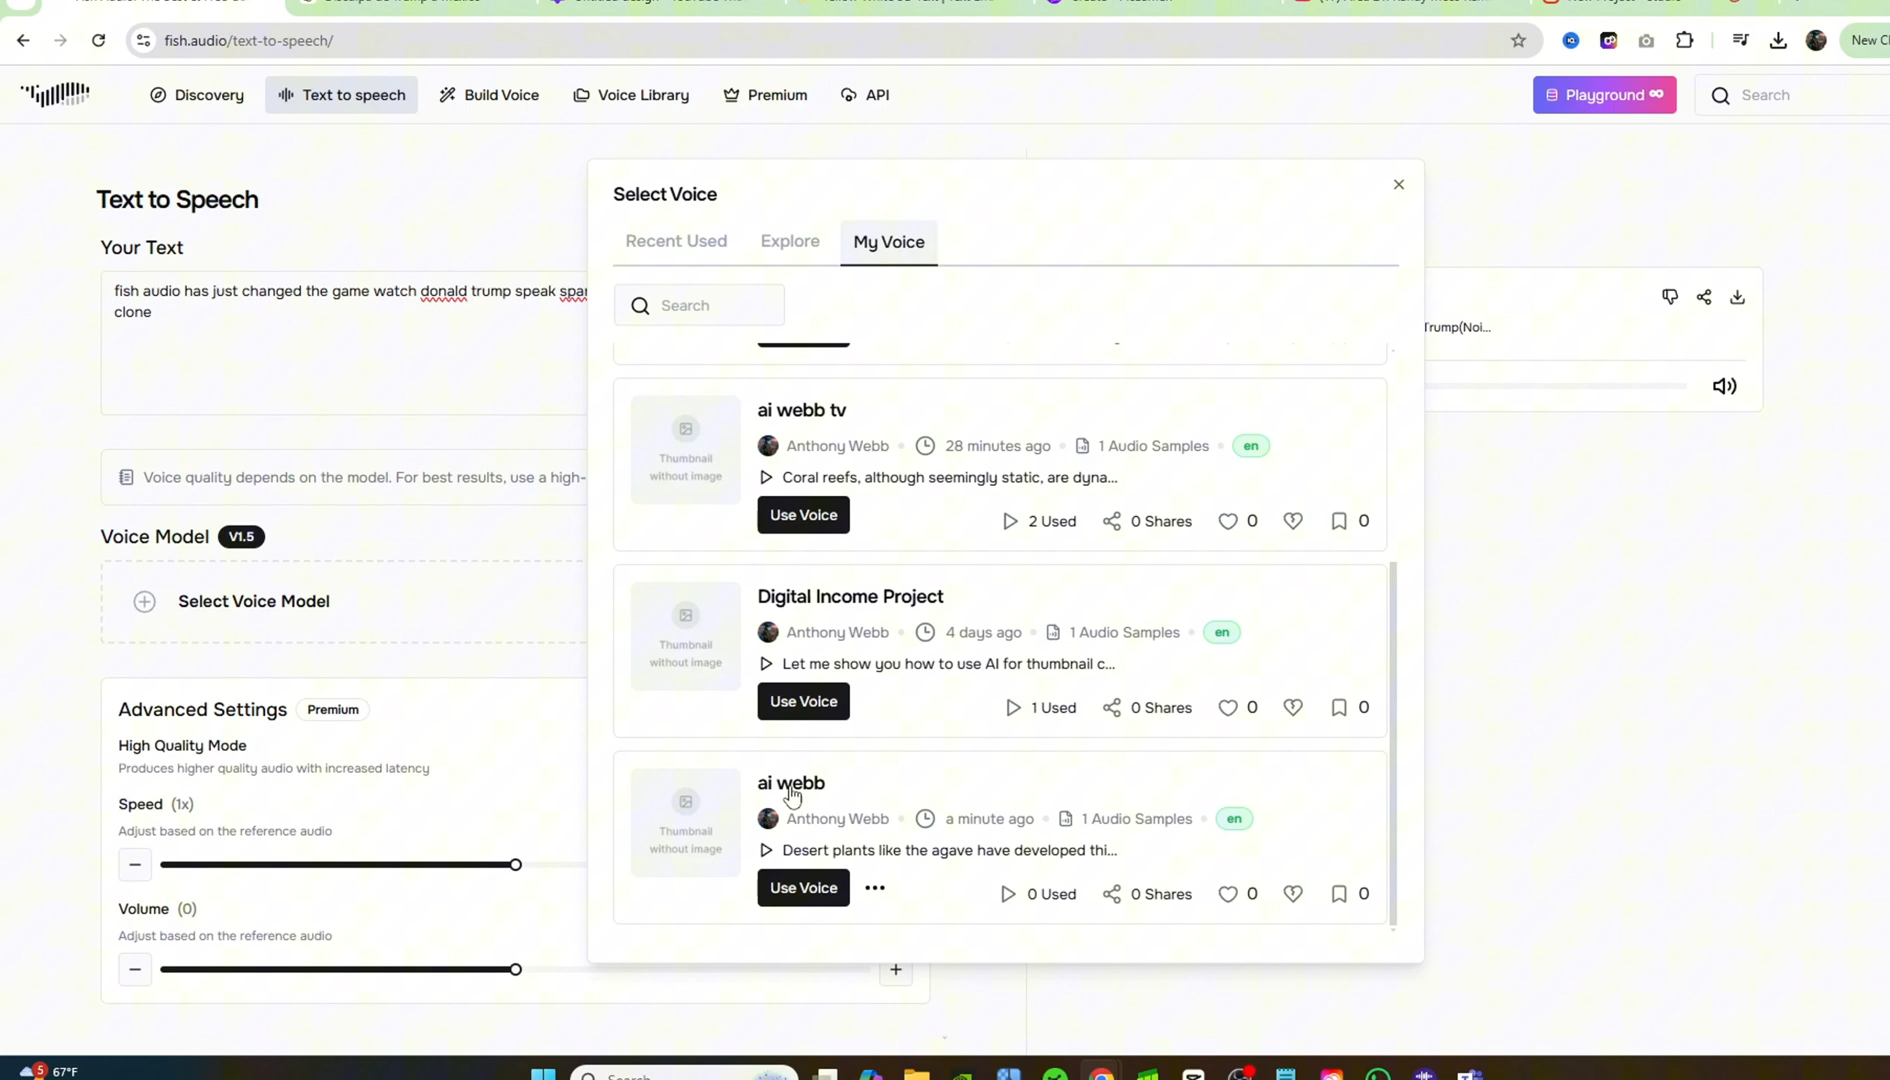 fish.audio/text-to-speech/
New C
Discovery
Text to speech
Build Voice
Voice Library
Premium
API
Playground
Search
Text to Speech
Your Text
fish audio has just changed the game watch donald trump speak spa
clone
Voice quality depends on the model. For best results, use a high-
Voice Model V1.5
Select Voice Model
Advanced Settings Premium
High Quality Mode
Produces higher quality audio with increased latency
Speed (1x)
Adjust based on the reference audio
Volume (0)
Adjust based on the reference audio
Select Voice
Recent Used
Explore
My Voice
Search
Thumbnail
without image
ai webb tv
Anthony Webb 28 minutes ago 1 Audio Samples en
Coral reefs, although seemingly static, are dyna...
Use Voice
2 Used 0 Shares 0 0
Thumbnail
without image
Digital Income Project
Anthony Webb 4 days ago 1 Audio Samples en
Let me show you how to use AI for thumbnail c...
Use Voice
1 Used 0 Shares 0 0
Thumbnail
without image
ai webb
Anthony Webb a minute ago 1 Audio Samples en
Desert plants like the agave have developed thi...
Use Voice
0 Used 0 Shares 0 0
Trump(Noi...
5 67°F
Search